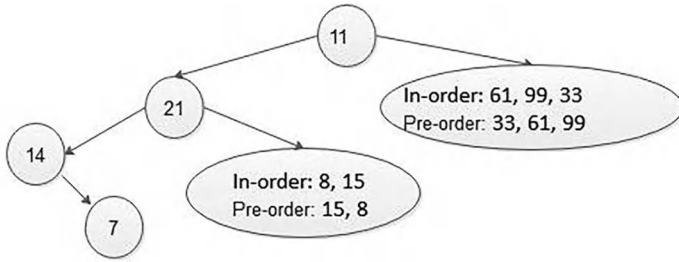 11
21
In-order: 61, 99, 33
Pre-order: 33, 61, 99
14
In-order: 8, 15
Pre-order: 15, 8
7